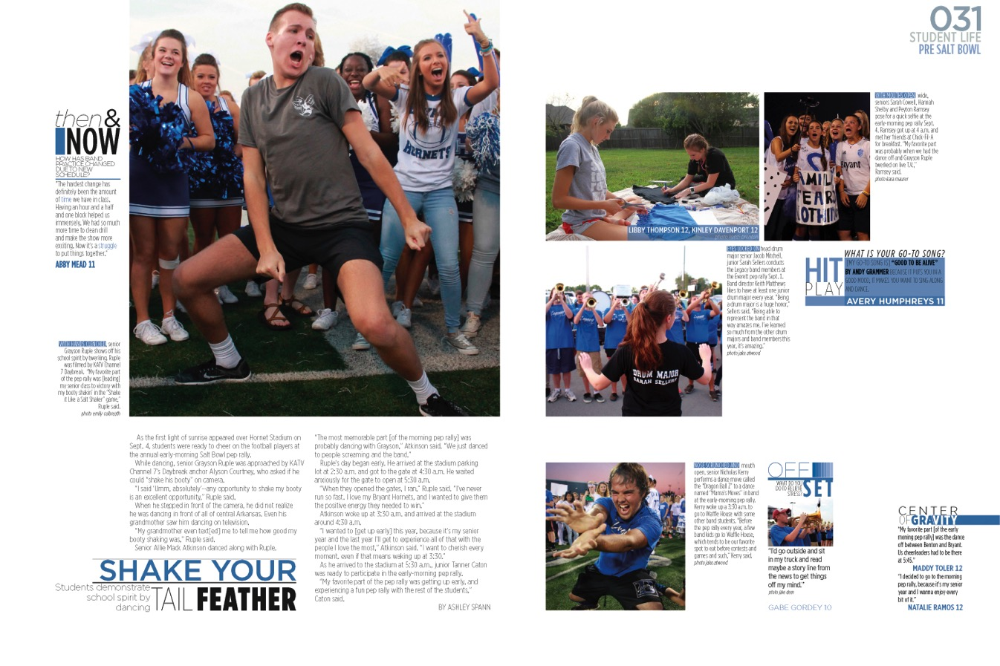 then&
NOW
HOW HAS BAND
PRACTICE CHANGED
DUE TO NEW
SCHEDULE?
"The hardest change has
definitely been the amount
of time we have in class.
Having an hour and a half
and one block helped us
immensely. We had so much
more time to clean drill
and make the show more
exciting. Now it's a struggle
to put things together."
ABBY MEAD 11
WITH HANDS CLENCHED, senior
Grayson Ruple shows off his
school spirit by twerking. Ruple
was filmed by KATV Channel
7 Daybreak. "My favorite part
of the pep rally was [leading]
my senior class to victory with
my booty shakin' in the "Shake
it Like a Salt Shaker" game,"
Ruple said.
photo emily culbreath
HORNETS
As the first light of sunrise appeared over Hornet Stadium on
Sept. 4, students were ready to cheer on the football players at
the annual early-morning Salt Bowl pep rally.
While dancing, senior Grayson Ruple was approached by KATV
Channel 7's Daybreak anchor Alyson Courtney, who asked if he
could "shake his booty" on camera.
"I said 'Umm, absolutely'--any opportunity to shake my booty
is an excellent opportunity," Ruple said.
When he stepped in front of the camera, he did not realize
he was dancing in front of all of central Arkansas. Even his
grandmother saw him dancing on television.
"My grandmother even text[ed] me to tell me how good my
booty shaking was," Ruple said.
Senior Allie Mack Atkinson danced along with Ruple.
SHAKE YOUR
TAIL FEATHER
Students demonstrate
school spirit by
dancing
"The most memorable part [of the morning pep rally] was
probably dancing with Grayson," Atkinson said. "We just danced
to people screaming and the band."
Ruple's day began early. He arrived at the stadium parking
lot at 2:30 a.m. and got to the gate at 4:30 a.m. He waited
anxiously for the gate to open at 5:30 a.m.
"When they opened the gates, I ran," Ruple said. "I've never
run so fast. I love my Bryant Hornets, and I wanted to give them
the positive energy they needed to win."
Atkinson woke up at 3:30 a.m. and arrived at the stadium
around 4:30 a.m.
"I wanted to [get up early] this year, because it's my senior
year and the last year I'll get to experience all of that with the
people I love the most," Atkinson said. "I want to cherish every
moment, even if that means waking up at 3:30."
As he arrived to the stadium at 5:30 a.m., junior Tanner Caton
was ready to participate in the early-morning pep rally.
"My favorite part of the pep rally was getting up early, and
experiencing a fun pep rally with the rest of the students,"
Caton said.
BY ASHLEY SPANN
031
STUDENT LIFE
PRE SALT BOWL
LIBBY THOMPSON 12, KINLEY DAVENPORT 12
Bryant
WITH MOUTHS OPEN wide,
seniors Sarah Cowell, Hannah
Shelby and Peyton Ramsey
pose for a quick selfie at the
early-morning pep rally Sept.
4. Ramsey got up at 4 a.m. and
met her friends at Chick-Fil-A
for breakfast. "My favorite part
was probably when we had the
dance off and Grayson Ruple
twerked on live T.V.,"
Ramsey said.
photo kara maurer
EYES LOCKED ON head drum
major senior Jacob Mitchell,
junior Sarah Sellers conducts
the Legacy band members at
the Everett pep rally Sept. 1.
Band director Keith Matthews
likes to have at least one junior
drum major every year. "Being
a drum major is a huge honor,"
Sellers said. "Being able to
represent the band in that
way amazes me. I've learned
so much from the other drum
majors and band members this
year, it's amazing."
photo jake atwood
DRUM MAJOR
SARAH SELLERS
HIT
PLAY
WHAT IS YOUR GO-TO SONG?
[MY GO-TO SONG IS] "GOOD TO BE ALIVE"
BY ANDY GRAMMER BECAUSE IT PUTS YOU IN A
GOOD MOOD, IT MAKES YOU WANT TO SING ALONG
AND DANCE.
AVERY HUMPHREYS 11
NOSE SCRUNCHED AND mouth
open, senior Nicholas Kerry
performs a dance move called
the "Dragon Ball Z" to a dance
named "Mama's Moves" in band
at the early-morning pep rally.
Kerry woke up a 3:30 a.m. to
go to Waffle House with some
other band students. "Before
the pep rally every year, a few
band kids go to Waffle House,
which tends to be our favorite
spot to eat before contests and
games and such," Kerry said.
photo jake atwood
OFF
SET
WHAT DO YOU
DO TO RELIEVE
STRESS?
"I'd go outside and sit
in my truck and read
maybe a story line from
the news to get things
off my mind."
GABE GORDEY 10
CENTER
OF GRAVITY
"My favorite part [of the early
morning pep rally] was the dance
off between Benton and Bryant.
Us cheerleaders had to be there
at 5:45."
MADDY TOLER 12
"I decided to go to the morning
pep rally, because it's my senior
year and I wanna enjoy every
bit of it."
NATALIE RAMOS 12